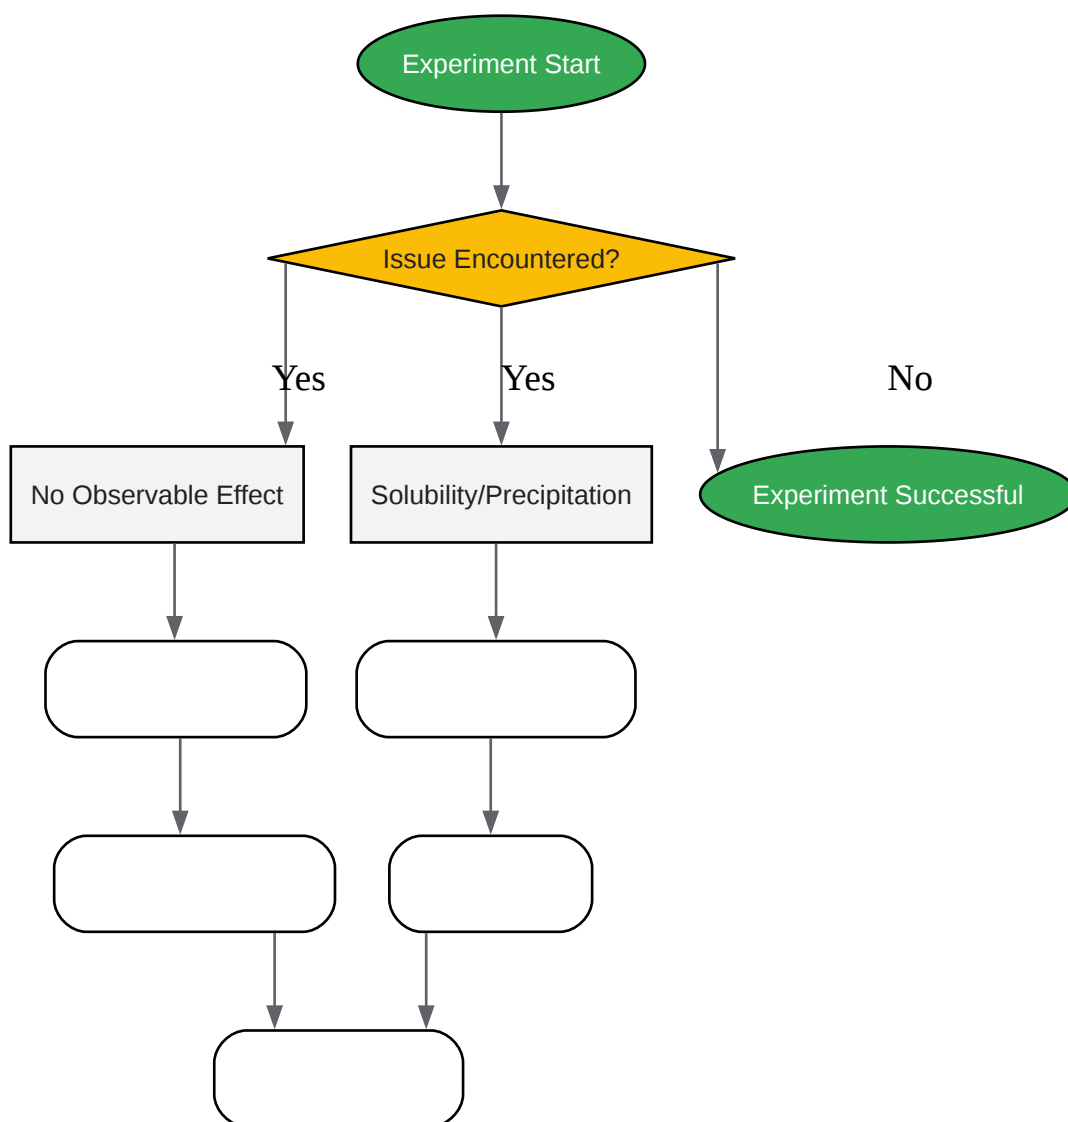 Experiment Start
Issue Encountered?
Yes
Yes
No
No Observable Effect
Solubility/Precipitation
Experiment Successful